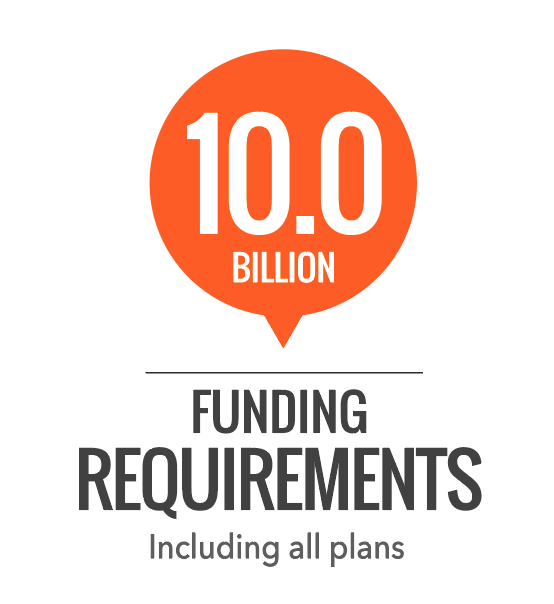 10.0
BILLION
FUNDING
REQUIREMENTS
Including all plans